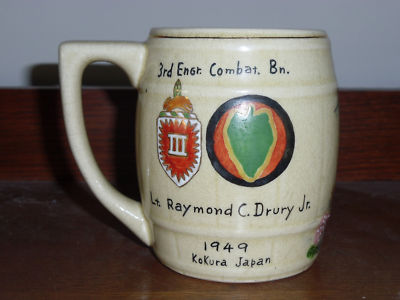 3rd Engr. Combat. Bn.
III
Lt. Raymond C. Drury Jr.
1949
Kokura Japan